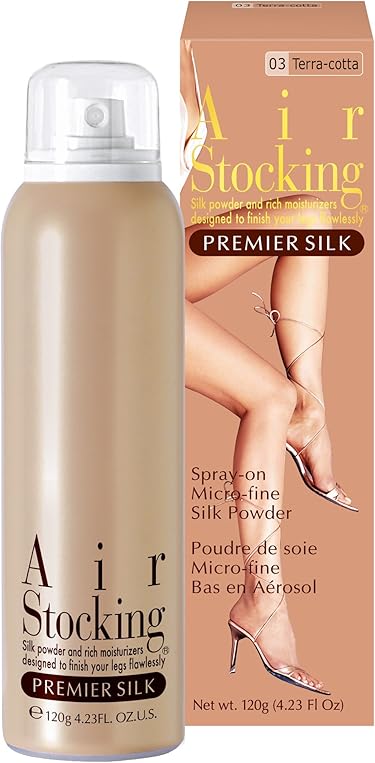 03 Terra-cotta
Air
Stocking®
Silk powder and rich moisturizers
designed to finish your legs flawlessly
PREMIER SILK
Spray-on
Micro-fine
Silk Powder
Poudre de soie
Micro-fine
Bas en Aérosol
Net wt. 120g (4.23 Fl Oz)
Air
Stocking®
Silk powder and rich moisturizers
designed to finish your legs flawlessly
PREMIER SILK
℮120g 4.23FL. OZ.U.S.